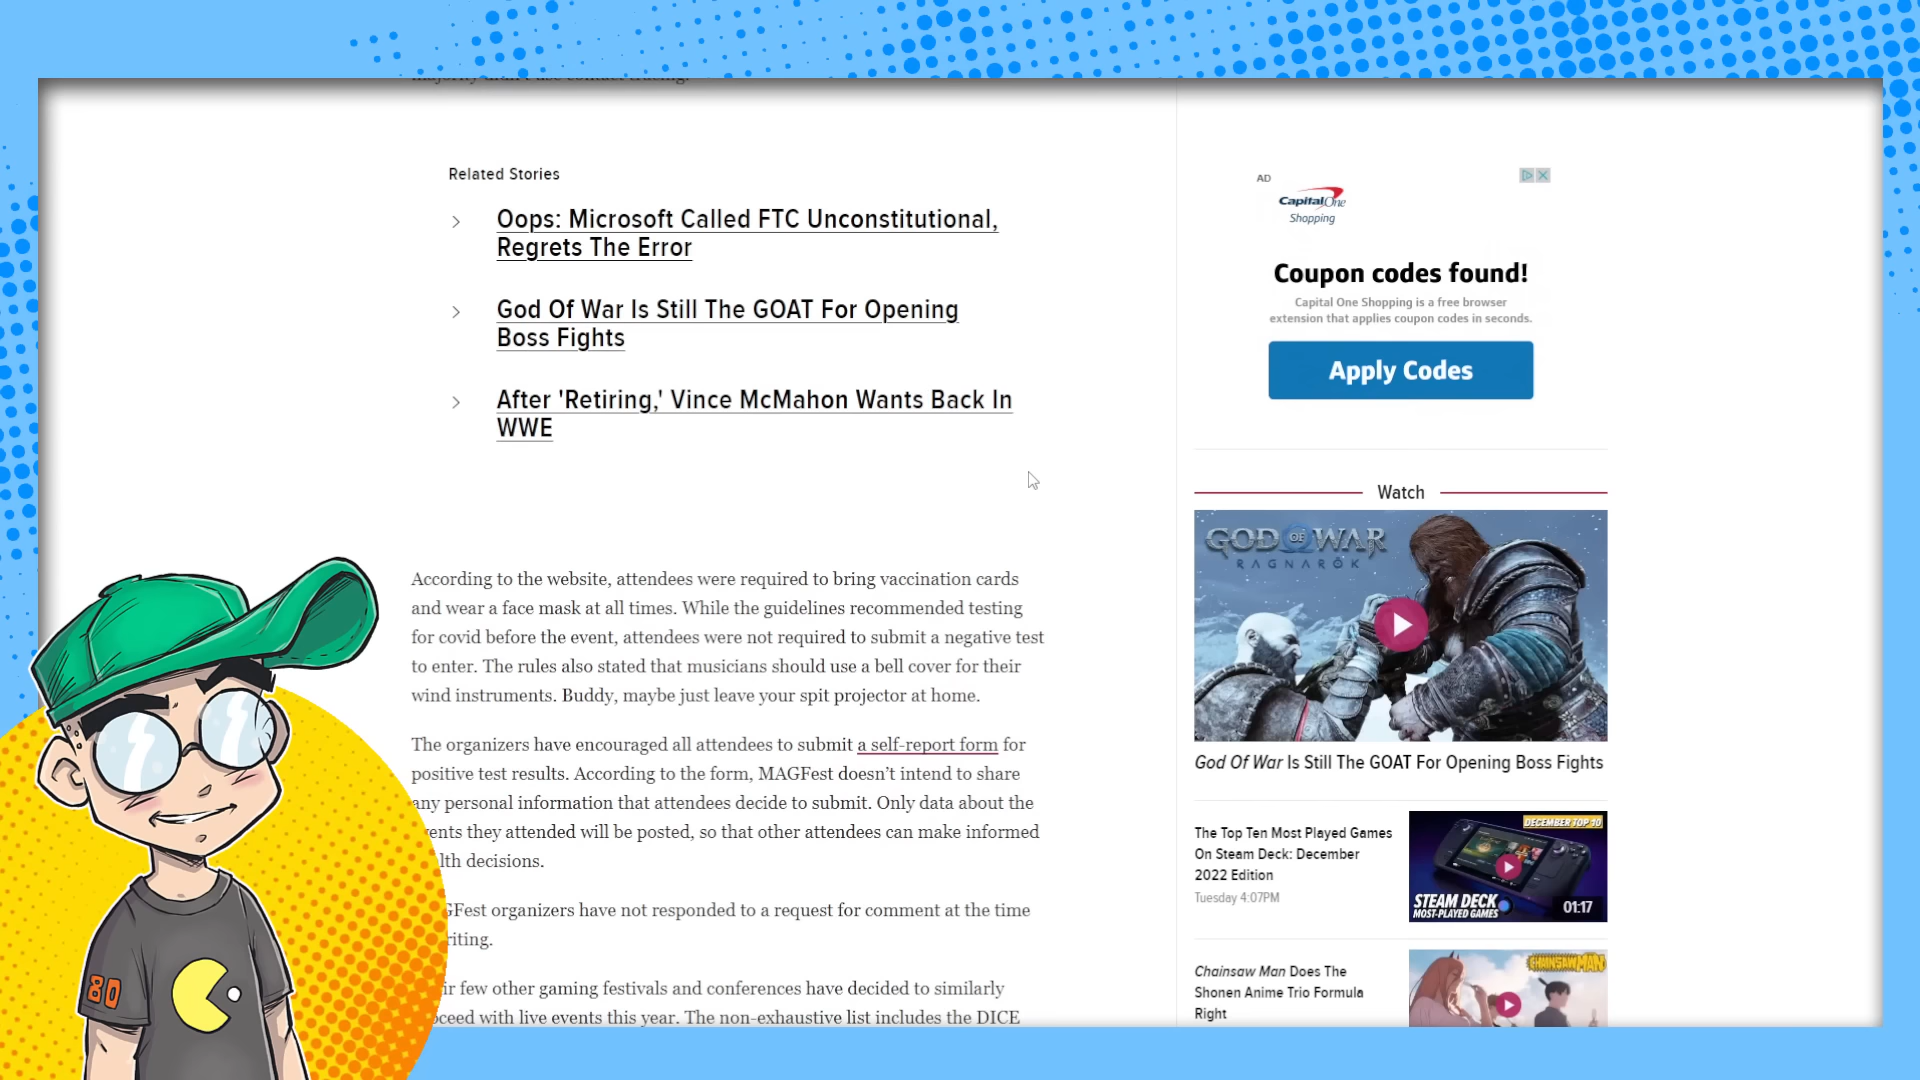 Related Stories
Oops: Microsoft Called FTC Unconstitutional,
Regrets The Error
God Of War Is Still The GOAT For Opening
Boss Fights
After 'Retiring,' Vince McMahon Wants Back In
WWE
According to the website, attendees were required to bring vaccination cards
and wear a face mask at all times. While the guidelines recommended testing
for covid before the event, attendees were not required to submit a negative test
to enter. The rules also stated that musicians should use a bell cover for their
wind instruments. Buddy, maybe just leave your spit projector at home.
The organizers have encouraged all attendees to submit a self-report form for
positive test results. According to the form, MAGFest doesn't intend to share
any personal information that attendees decide to submit. Only data about the
events they attended will be posted, so that other attendees can make informed
health decisions.
GFest organizers have not responded to a request for comment at the time
riting.
few other gaming festivals and conferences have decided to similarly
oceed with live events this year. The non-exhaustive list includes the DICE
AD
Capital One
Shopping
Coupon codes found!
Capital One Shopping is a free browser
extension that applies coupon codes in seconds.
Apply Codes
Watch
GOD OF WAR
RAGNARÖK
God Of War Is Still The GOAT For Opening Boss Fights
The Top Ten Most Played Games
On Steam Deck: December
2022 Edition
Tuesday 4:07PM
DECEMBER TOP 10
STEAM DECK
MOST-PLAYED GAMES
01:17
Chainsaw Man Does The
Shonen Anime Trio Formula
Right
CHAINSAW MAN
80